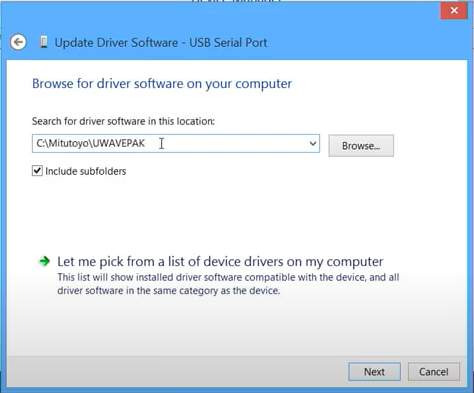 Update Driver Software - USB Serial Port
Browse for driver software on your computer
Search for driver software in this location:
C:\Mitutoyo\UWAVEPAK
Browse...
Include subfolders
Let me pick from a list of device drivers on my computer
This list will show installed driver software compatible with the device, and all
driver software in the same category as the device.
Next
Cancel